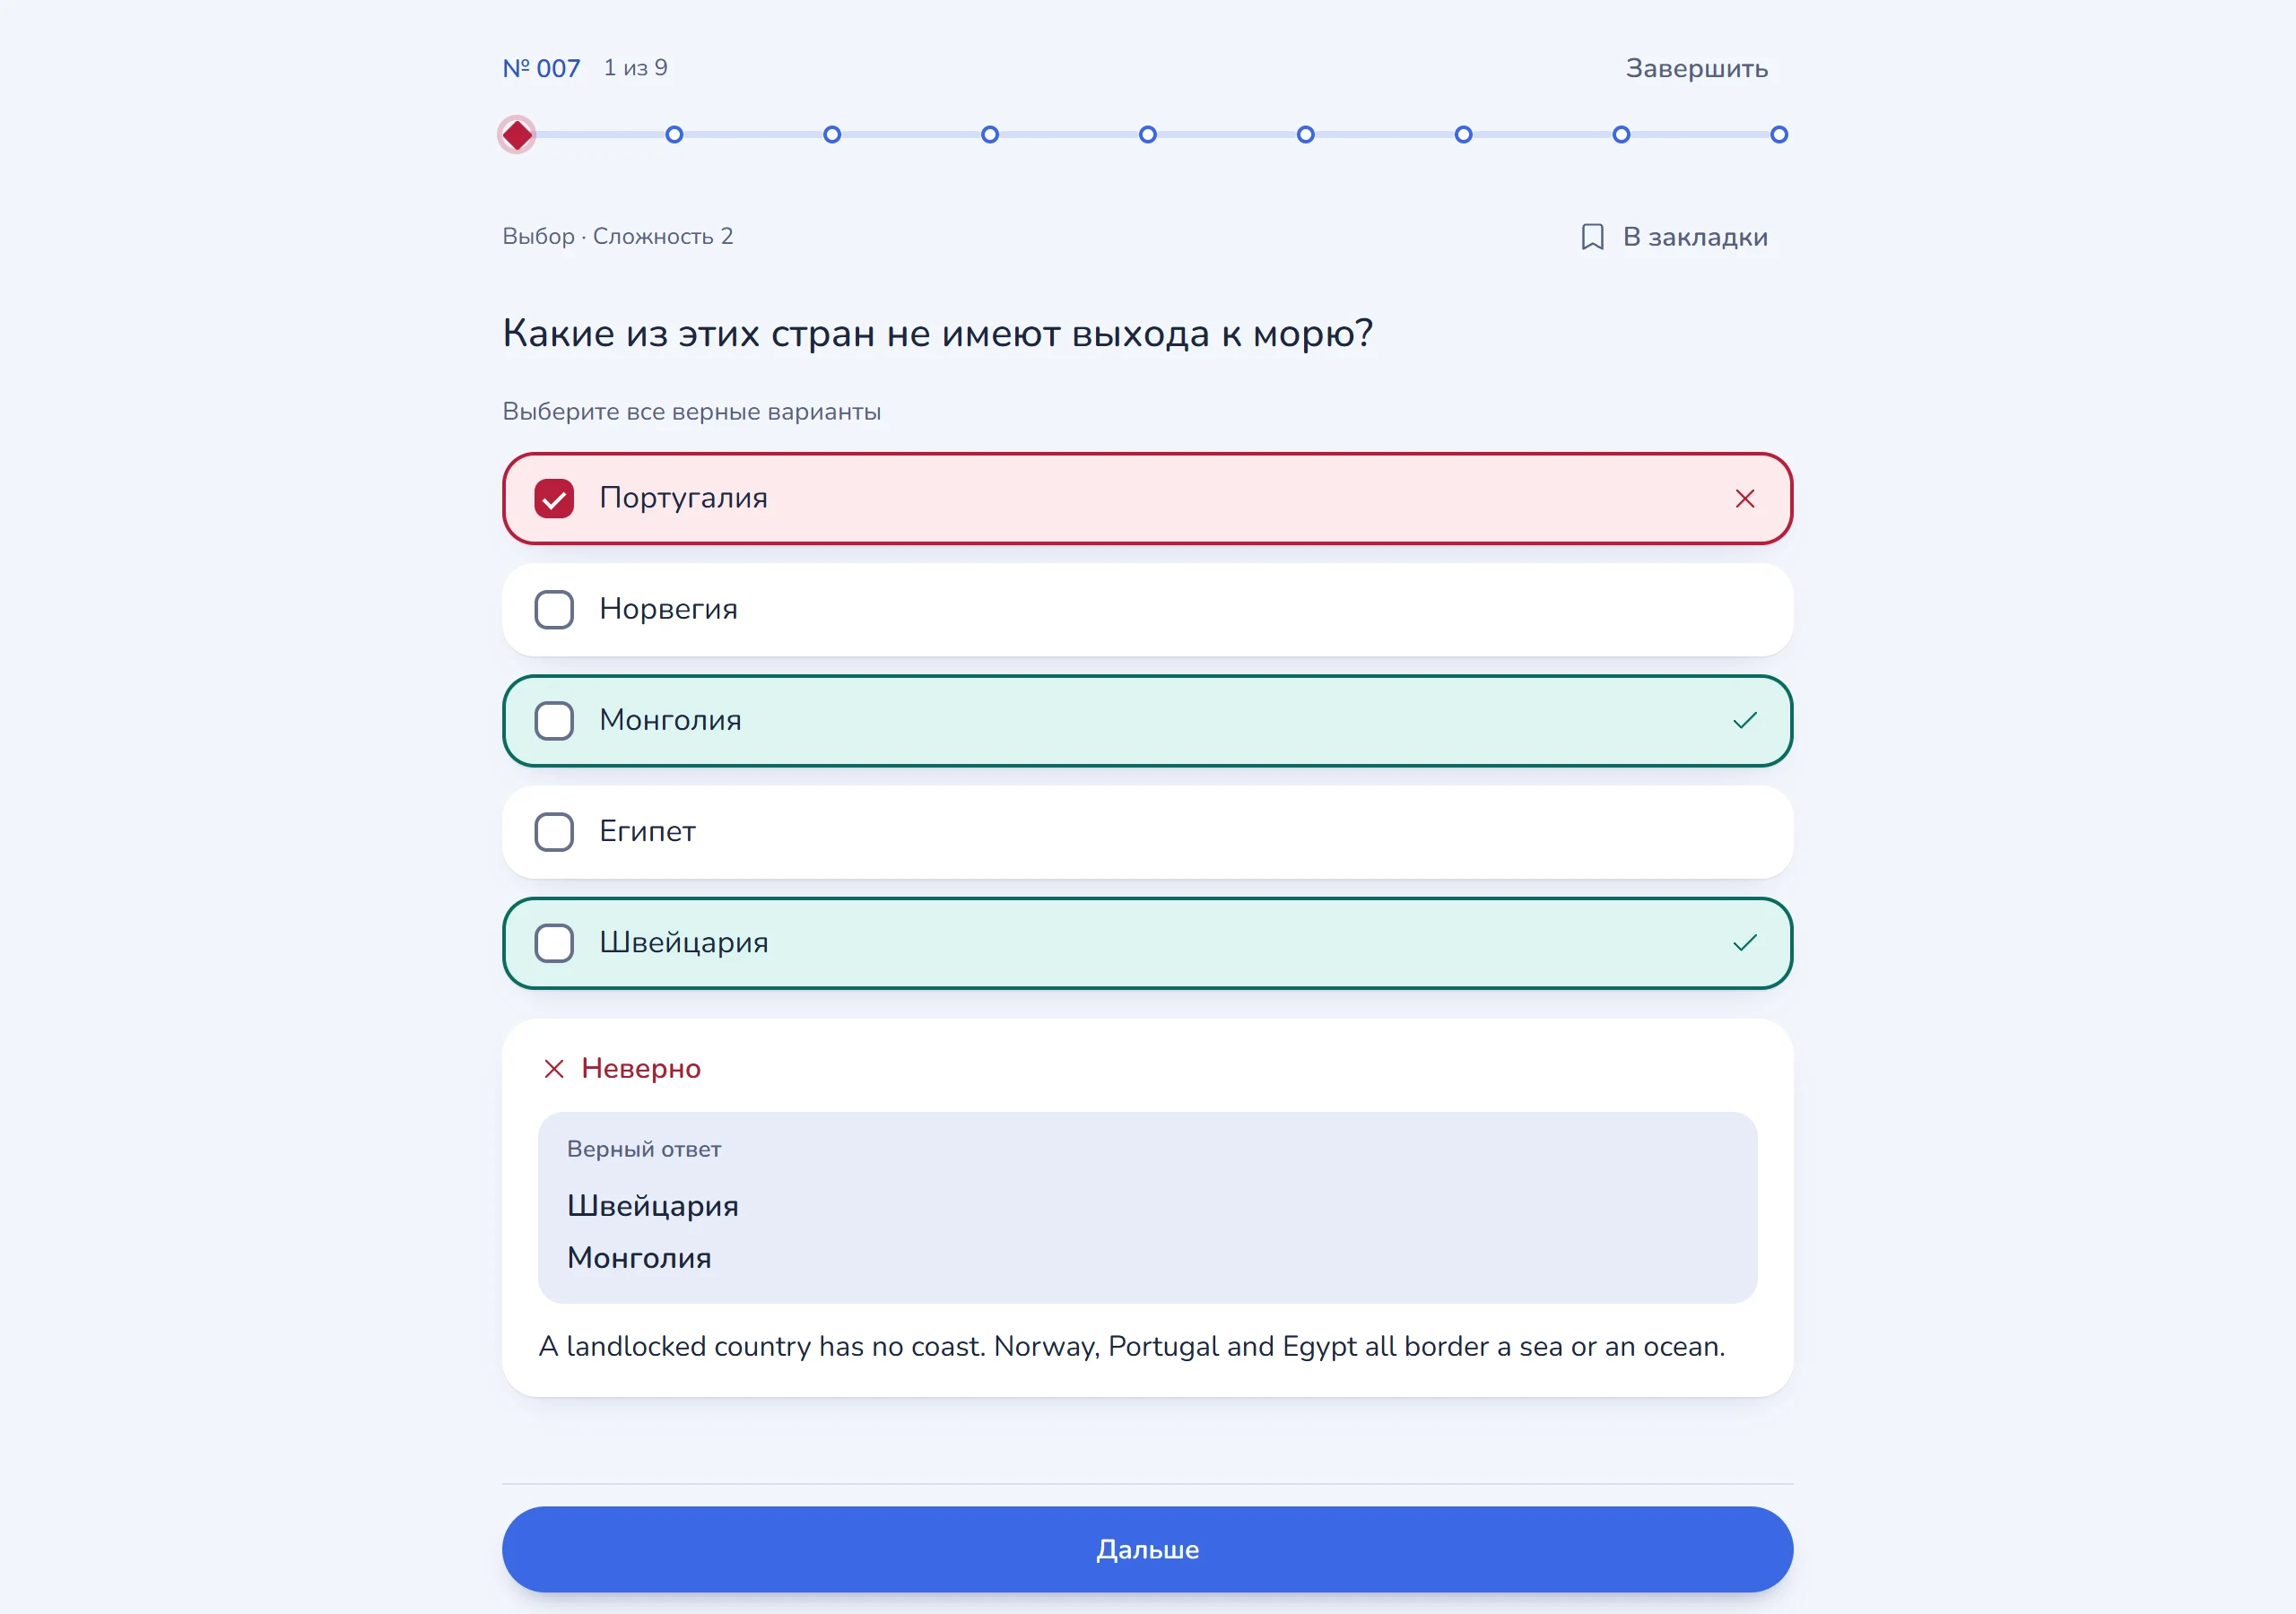 № 007 1 из 9 Завершить
Выбор · Сложность 2 В закладки
Какие из этих стран не имеют выхода к морю?
Выберите все верные варианты
Португалия
Норвегия
Монголия
Египет
Швейцария
Неверно
Верный ответ
Швейцария
Монголия
A landlocked country has no coast. Norway, Portugal and Egypt all border a sea or an ocean.
Дальше